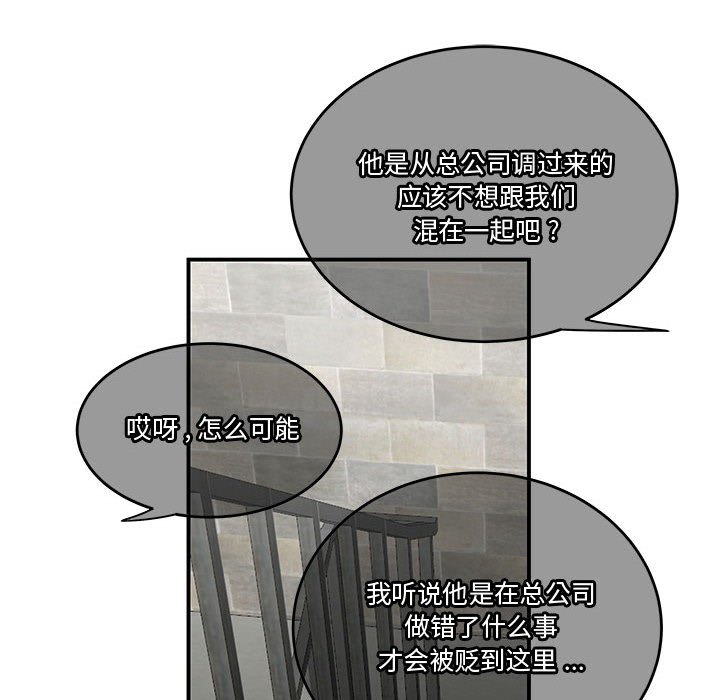 他是从总公司调过来的
应该不想跟我们
混在一起吧?
哎呀,怎么可能
我听说他是在总公司
做错了什么事
才会被贬到这里...